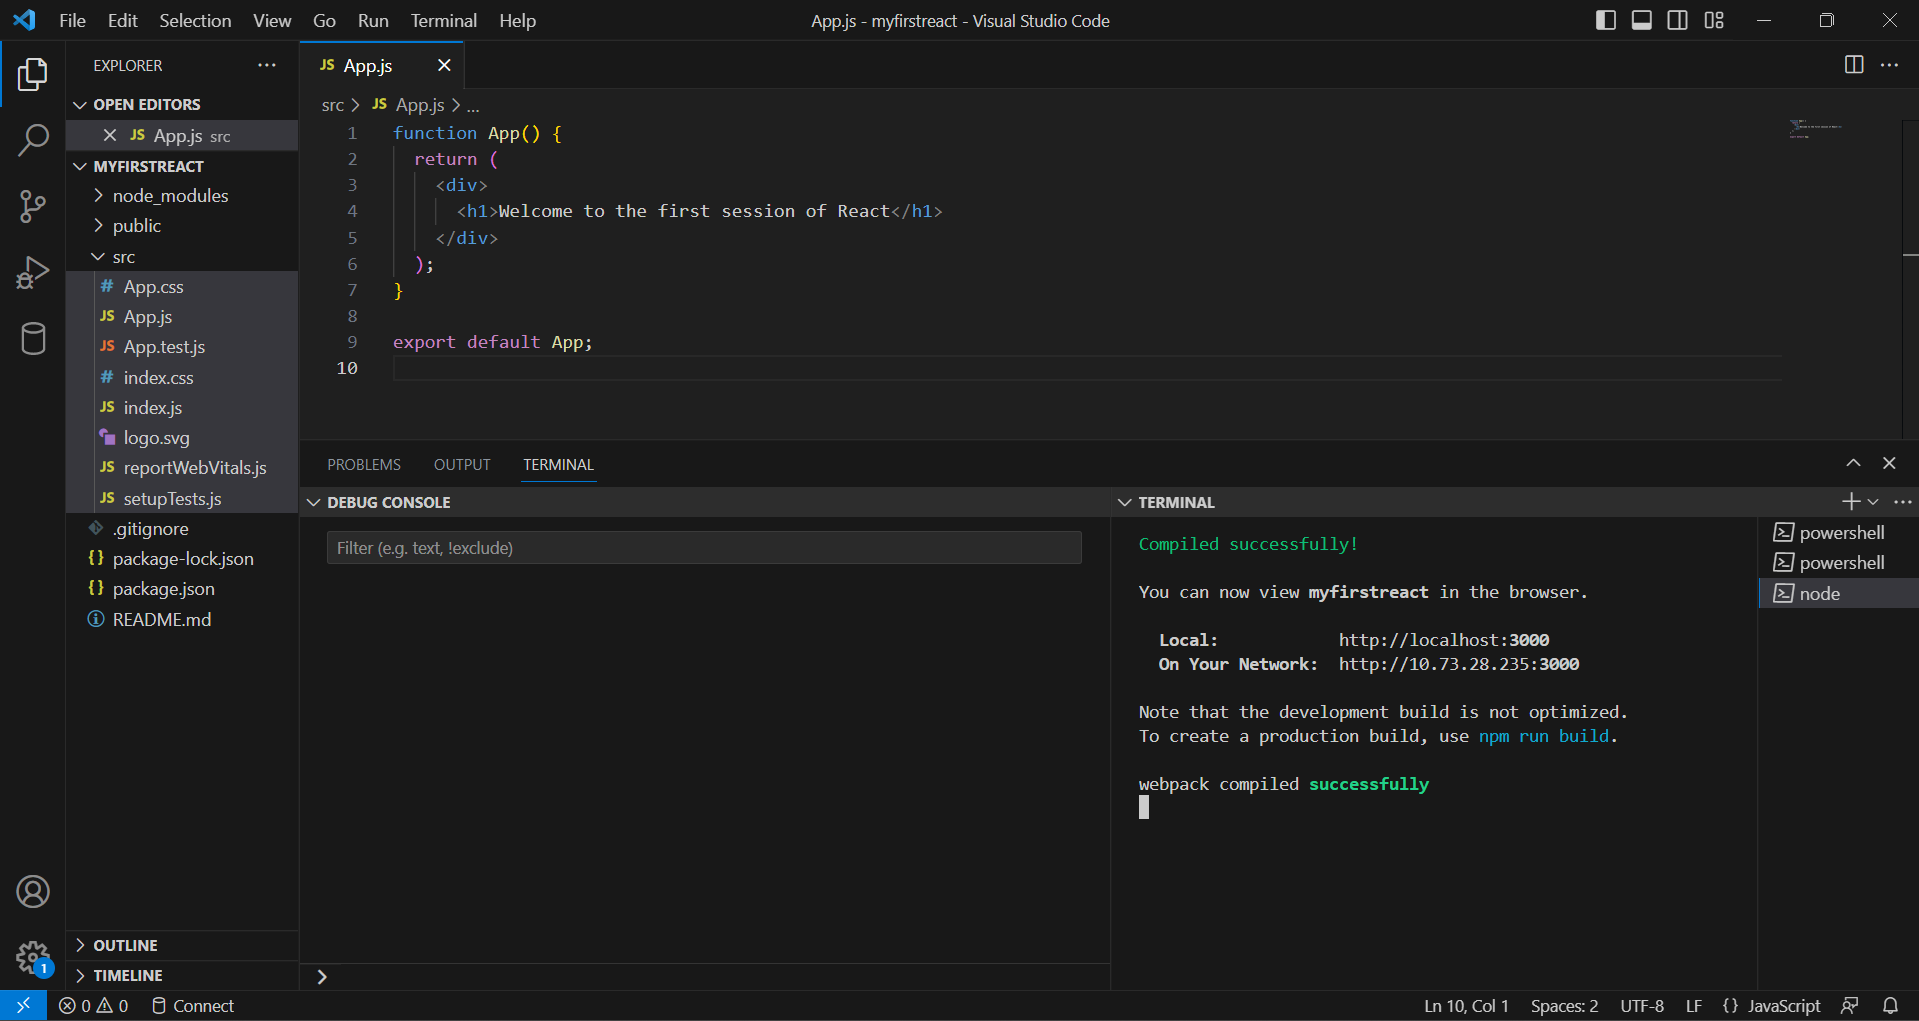 File Edit Selection View Go Run Terminal Help
App.js - myfirstreact - Visual Studio Code
EXPLORER
OPEN EDITORS
JS App.js src
MYFIRSTREACT
node_modules
public
src
# App.css
JS App.js
JS App.test.js
# index.css
JS index.js
logo.svg
JS reportWebVitals.js
JS setupTests.js
.gitignore
{} package-lock.json
{} package.json
README.md
OUTLINE
TIMELINE
JS App.js
src > JS App.js > ...
1 function App() {
2 return (
3 <div>
4 <h1>Welcome to the first session of React</h1>
5 </div>
6 );
7 }
8
9 export default App;
10
PROBLEMS OUTPUT TERMINAL
DEBUG CONSOLE
Filter (e.g. text, !exclude)
TERMINAL
Compiled successfully!
You can now view myfirstreact in the browser.
Local: http://localhost:3000
On Your Network: http://10.73.28.235:3000
Note that the development build is not optimized.
To create a production build, use npm run build.
webpack compiled successfully
powershell
powershell
node
1
0 0 Connect
Ln 10, Col 1 Spaces: 2 UTF-8 LF {} JavaScript